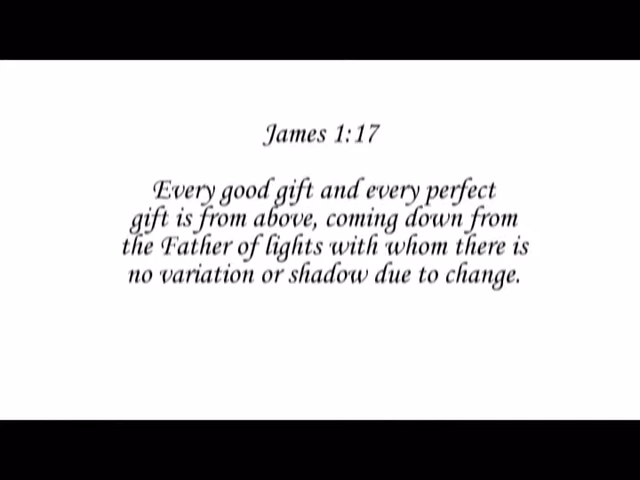 James 1:17
Every good gift and every perfect
gift is from above, coming down from
the Father of lights with whom there is
no variation or shadow due to change.